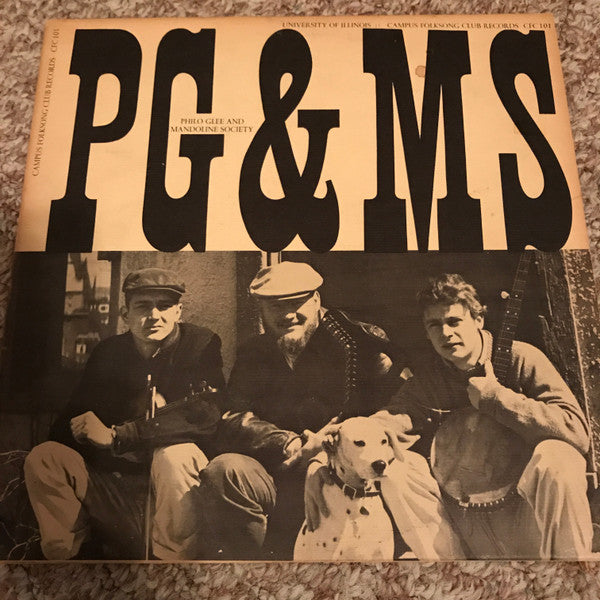 UNIVERSITY OF ILLINOIS :: CAMPUS FOLKSONG CLUB RECORDS CFC 101
CAMPUS FOLKSONG CLUB RECORDS CFC 101
PG&MS
PHILO GLEE AND
MANDOLINE SOCIETY